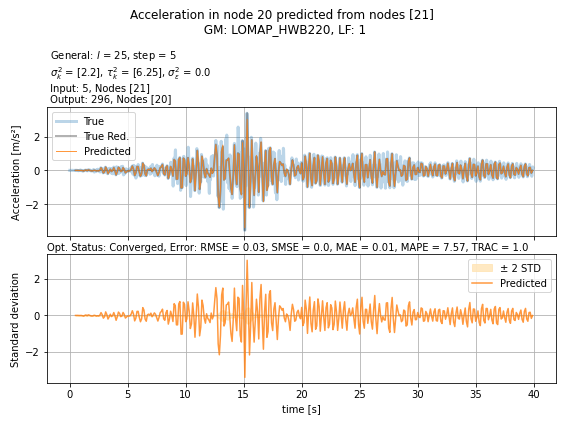 Acceleration in node 20 predicted from nodes [21]
GM: LOMAP_HWB220, LF: 1
General: l = 25, step = 5
σ²ₖ = [2.2], τ²ₖ = [6.25], σ²ε = 0.0
Input: 5, Nodes [21]
Output: 296, Nodes [20]
True
True Red.
Predicted
Acceleration [m/s²]
2
0
−2
Opt. Status: Converged, Error: RMSE = 0.03, SMSE = 0.0, MAE = 0.01, MAPE = 7.57, TRAC = 1.0
± 2 STD
Predicted
Standard deviation
2
0
−2
0 5 10 15 20 25 30 35 40
time [s]